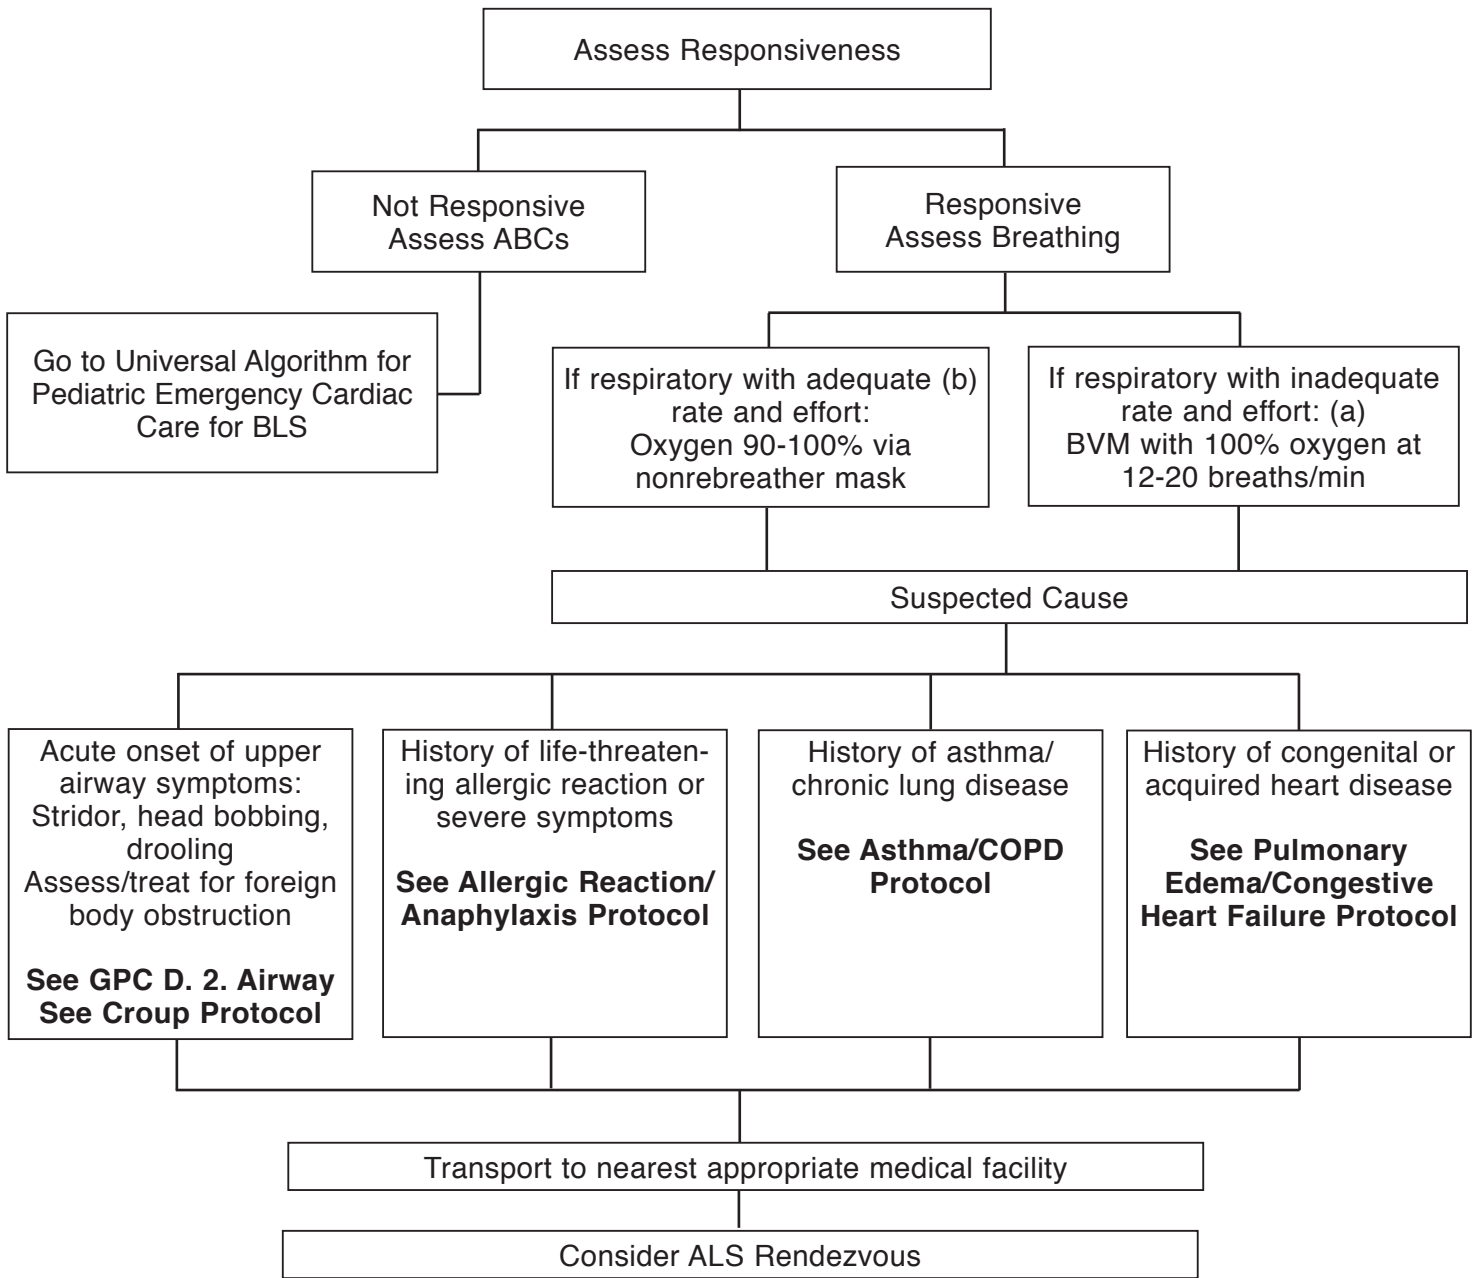 Assess Responsiveness
Not Responsive
Assess ABCs
Responsive
Assess Breathing
Go to Universal Algorithm for
Pediatric Emergency Cardiac
Care for BLS
If respiratory with adequate (b)
rate and effort:
Oxygen 90-100% via
nonrebreather mask
If respiratory with inadequate
rate and effort: (a)
BVM with 100% oxygen at
12-20 breaths/min
Suspected Cause
Acute onset of upper
airway symptoms:
Stridor, head bobbing,
drooling
Assess/treat for foreign
body obstruction
See GPC D. 2. Airway
See Croup Protocol
History of life-threaten-
ing allergic reaction or
severe symptoms
See Allergic Reaction/
Anaphylaxis Protocol
History of asthma/
chronic lung disease
See Asthma/COPD
Protocol
History of congenital or
acquired heart disease
See Pulmonary
Edema/Congestive
Heart Failure Protocol
Transport to nearest appropriate medical facility
Consider ALS Rendezvous